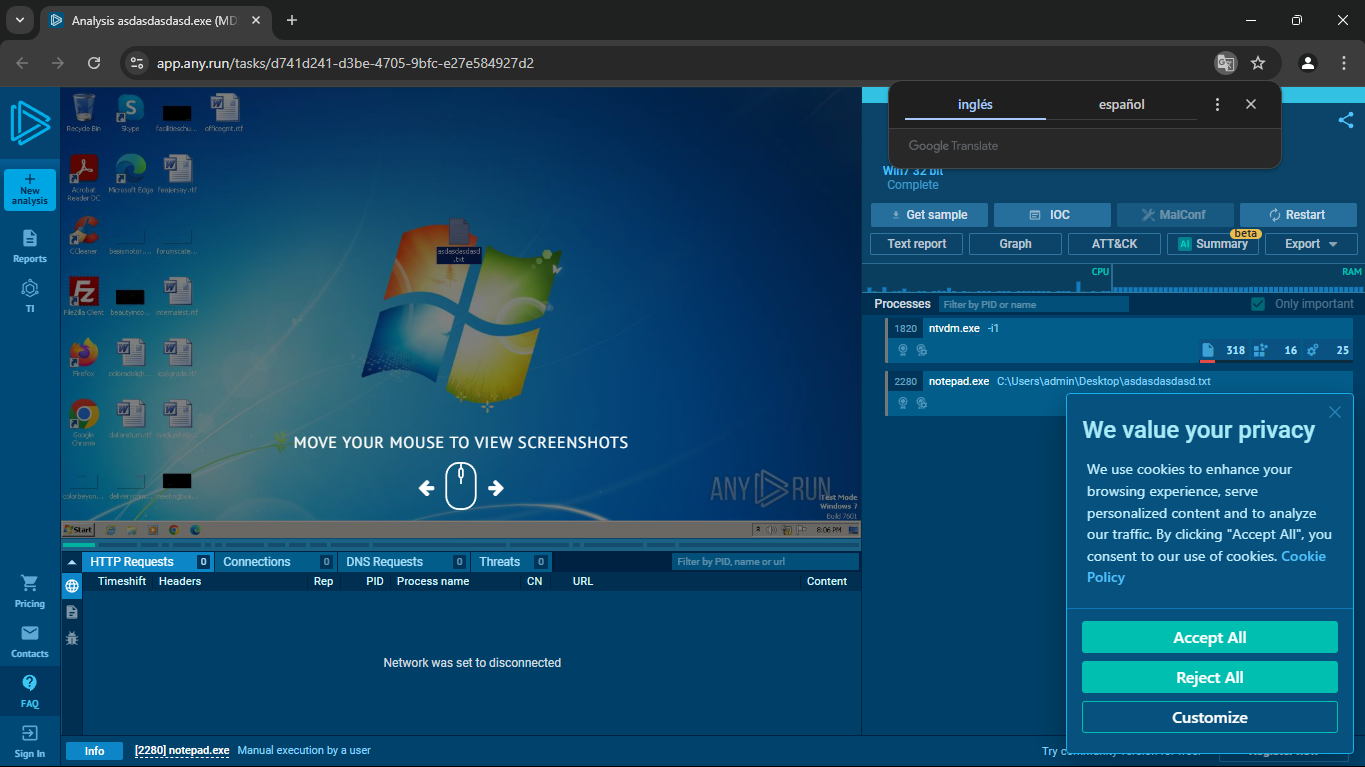 Analysis asdasdasdasd.exe (MD
app.any.run/tasks/d741d241-d3be-4705-9bfc-e27e584927d2
inglés español
Google Translate
New analysis
Reports
TI
Pricing
Contacts
FAQ
Sign In
Recycle Bin Skype officegmt.rtf
Acrobat Reader DC Microsoft Edge
CCleaner
FileZilla Client
Firefox
Google Chrome
asdasdasdasd
.txt
MOVE YOUR MOUSE TO VIEW SCREENSHOTS
ANY RUN
Test Mode
Windows 7
Build 7601
Start
8:06 PM
Win7 32 bit
Complete
Get sample IOC MalConf Restart
beta
Text report Graph ATT&CK AI Summary Export
CPU RAM
Processes Filter by PID or name Only important
1820 ntvdm.exe -i1
318 16 25
2280 notepad.exe C:\Users\admin\Desktop\asdasdasdasd.txt
HTTP Requests 0 Connections 0 DNS Requests 0 Threats 0 Filter by PID, name or url
Timeshift Headers Rep PID Process name CN URL Content
Network was set to disconnected
Info [2280] notepad.exe Manual execution by a user
We value your privacy
We use cookies to enhance your
browsing experience, serve
personalized content and to analyze
our traffic. By clicking "Accept All", you
consent to our use of cookies. Cookie
Policy
Accept All
Reject All
Customize